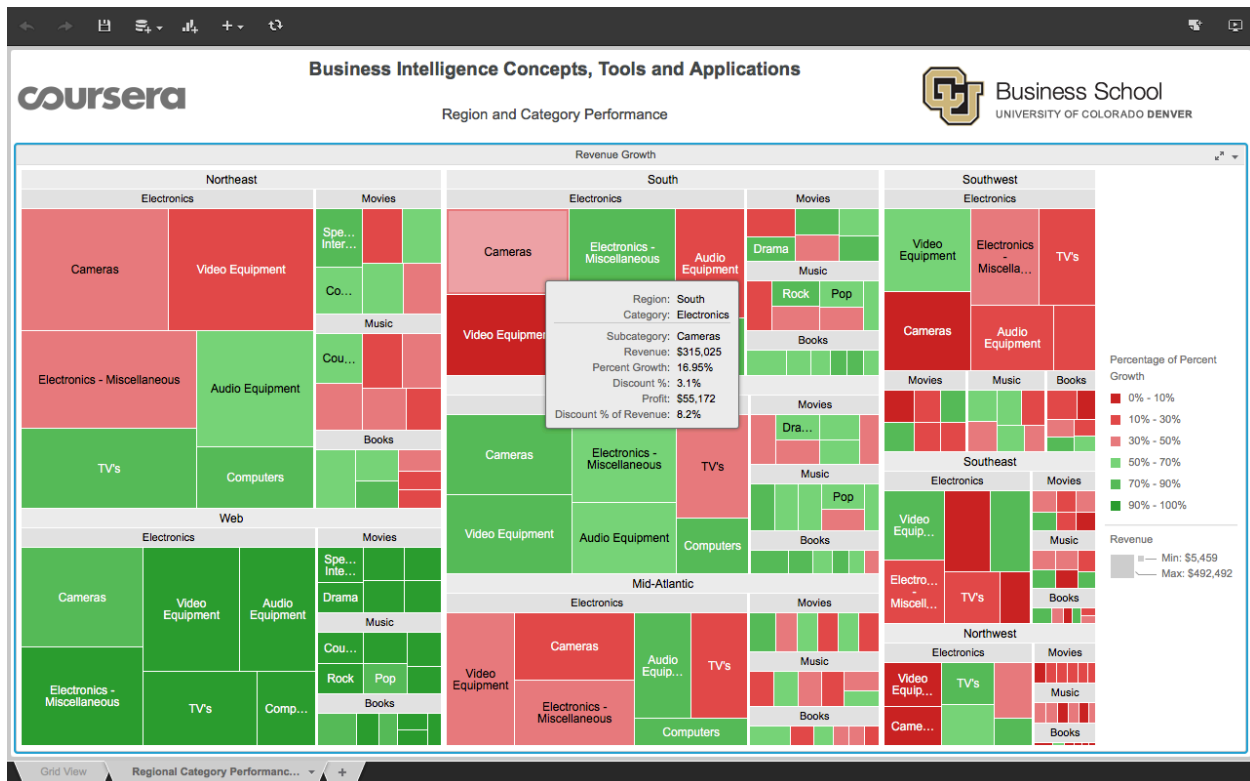 Business Intelligence Concepts, Tools and Applications
coursera
Region and Category Performance
CU
Business School
UNIVERSITY OF COLORADO DENVER
Revenue Growth
Northeast
Electronics
Movies
Cameras
Video Equipment
Spe...
Inter...
Co...
Music
Electronics - Miscellaneous
Audio Equipment
Cou...
TV's
Computers
Books
Web
Electronics
Movies
Cameras
Video
Equipment
Audio
Equipment
Spe...
Inte...
Drama
Music
Cou...
Rock
Pop
Electronics -
Miscellaneous
TV's
Comp...
Books
South
Electronics
Movies
Cameras
Electronics -
Miscellaneous
Audio
Equipment
Drama
Music
Rock
Pop
Video Equipmen
Books
Region: South
Category: Electronics
Subcategory: Cameras
Revenue: $315,025
Percent Growth: 16.95%
Discount %: 3.1%
Profit: $55,172
Discount % of Revenue: 8.2%
Movies
Cameras
Electronics -
Miscellaneous
TV's
Dra...
Music
Pop
Video Equipment
Audio Equipment
Computers
Books
Mid-Atlantic
Electronics
Movies
Video
Equipment
Cameras
Audio
Equip...
TV's
Music
Electronics -
Miscellaneous
Computers
Books
Southwest
Electronics
Video
Equipment
Electronics
-
Miscella...
TV's
Cameras
Audio
Equipment
Movies
Music
Books
Southeast
Electronics
Movies
Video
Equip...
Music
Electro...
-
Miscell...
TV's
Books
Northwest
Electronics
Movies
Video
Equip...
TV's
Music
Came...
Books
Percentage of Percent
Growth
0% - 10%
10% - 30%
30% - 50%
50% - 70%
70% - 90%
90% - 100%
Revenue
Min: $5,459
Max: $492,492
Grid View
Regional Category Performanc...
+